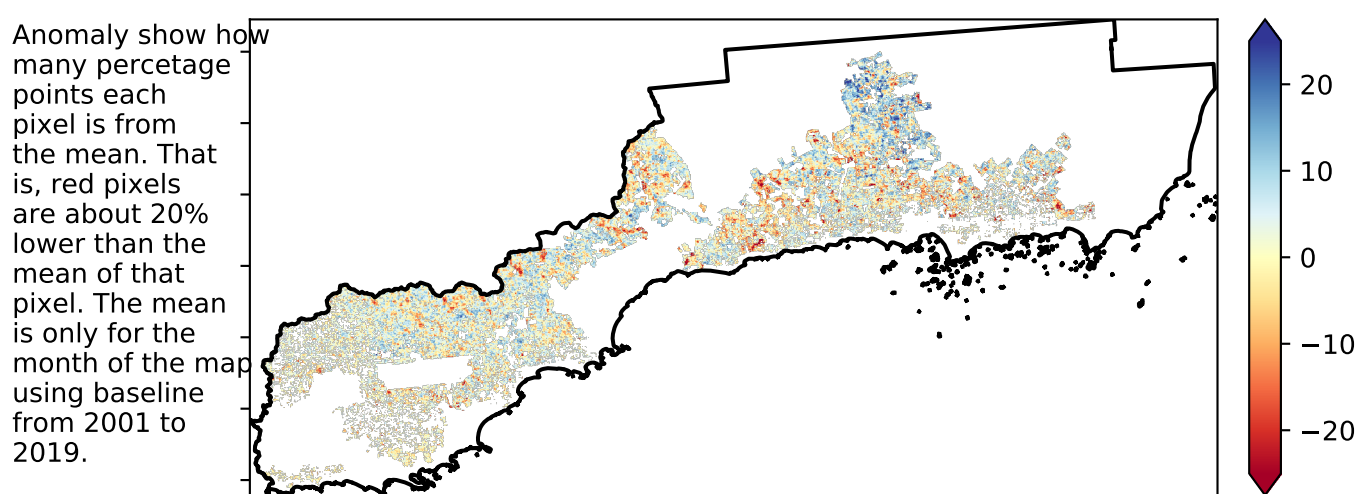 Anomaly show how
many percetage
points each
pixel is from
the mean. That
is, red pixels
are about 20%
lower than the
mean of that
pixel. The mean
is only for the
month of the map
using baseline
from 2001 to
2019.
20
10
0
−10
−20